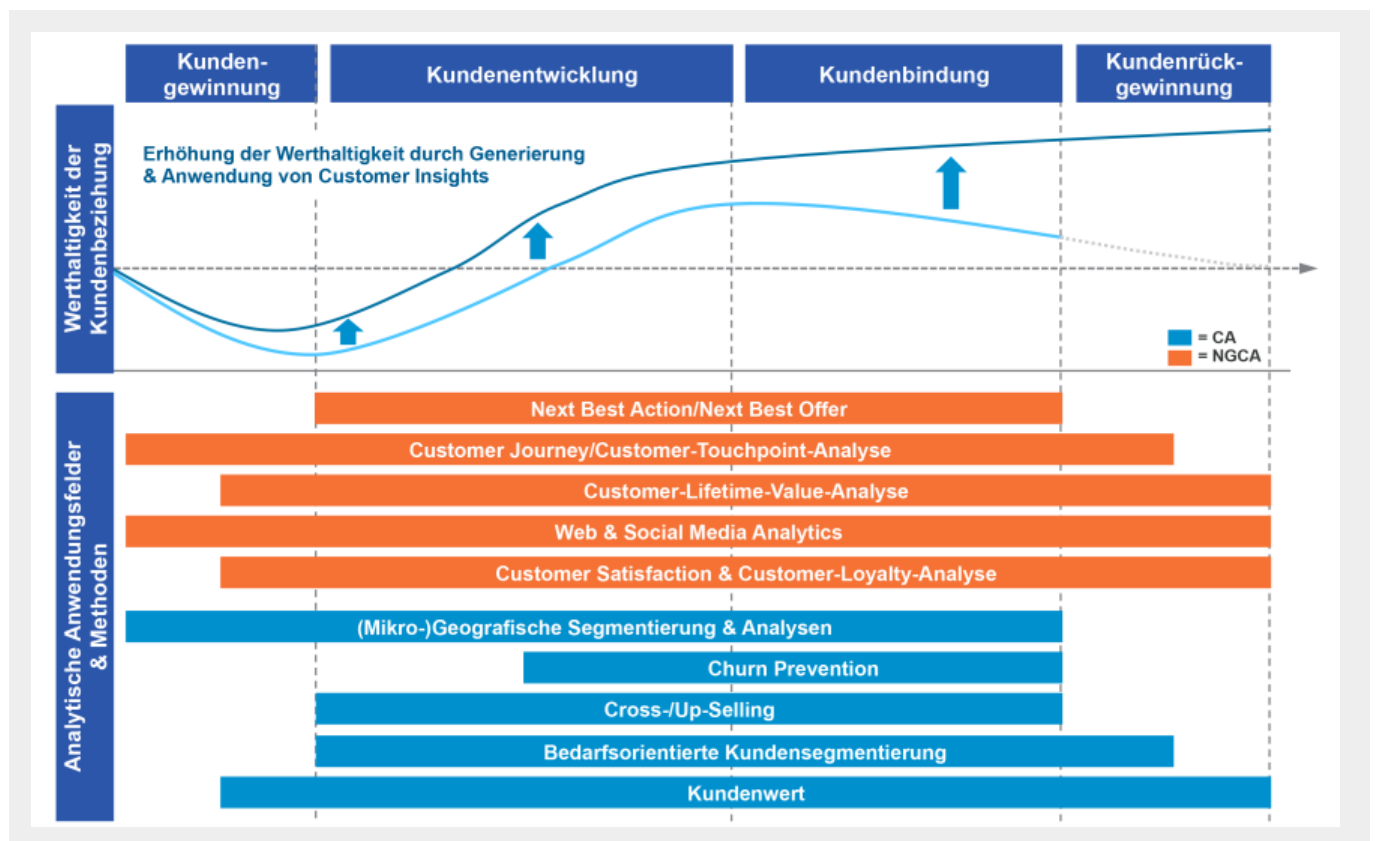 Kunden-
gewinnung
Kundenentwicklung
Kundenbindung
Kundenrück-
gewinnung
Werthaltigkeit der
Kundenbeziehung
Erhöhung der Werthaltigkeit durch Generierung
& Anwendung von Customer Insights
= CA
= NGCA
Analytische Anwendungsfelder
& Methoden
Next Best Action/Next Best Offer
Customer Journey/Customer-Touchpoint-Analyse
Customer-Lifetime-Value-Analyse
Web & Social Media Analytics
Customer Satisfaction & Customer-Loyalty-Analyse
(Mikro-)Geografische Segmentierung & Analysen
Churn Prevention
Cross-/Up-Selling
Bedarfsorientierte Kundensegmentierung
Kundenwert